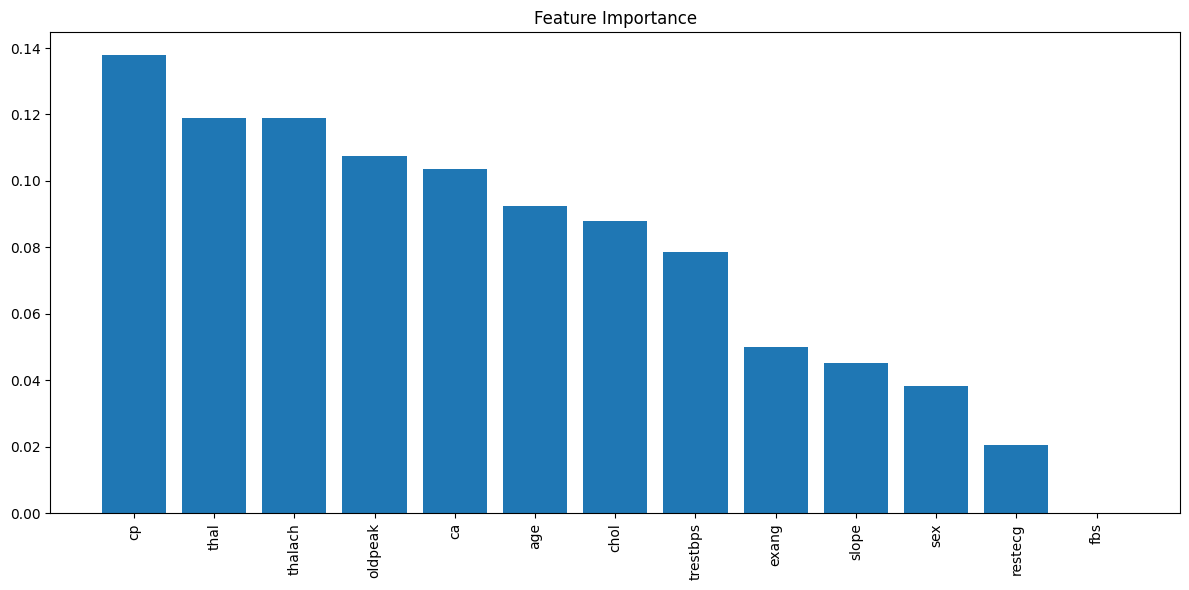 Feature Importance
0.14
0.12
0.10
0.08
0.06
0.04
0.02
0.00
cp
thal
thalach
oldpeak
ca
age
chol
trestbps
exang
slope
sex
restecg
fbs